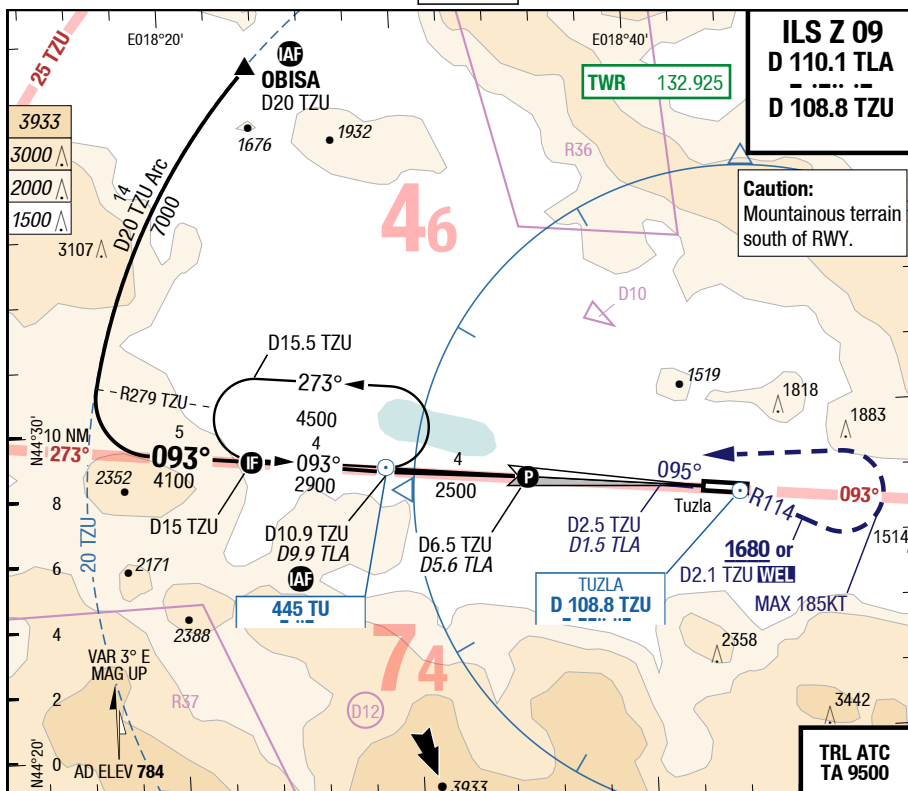 E018°20'
E018°40'
ILS Z 09
D 110.1 TLA
D 108.8 TZU
25 TZU
IAF
OBISA
D20 TZU
TWR 132.925
3933
3000
2000
1500
1676
1932
R36
Caution:
Mountainous terrain
south of RWY.
14
D20 TZU Arc
7000
46
3107
D10
D15.5 TZU
1519
R279 TZU
273°
1818
4500
1883
N44°30'
10 NM
273°
5
093°
4100
IF
4
093°
2900
4
2500
P
095°
Tuzla
R114
093°
2352
8
D15 TZU
D10.9 TZU
D9.9 TLA
D6.5 TZU
D5.6 TLA
D2.5 TZU
D1.5 TLA
1514
1680 or
D2.1 TZU WEL
20 TZU
6
2171
IAF
445 TU
TUZLA
D 108.8 TZU
MAX 185KT
4
2388
74
2358
VAR 3° E
MAG UP
2
R37
D12
3442
N44°20'
0
AD ELEV 784
3933
TRL ATC
TA 9500